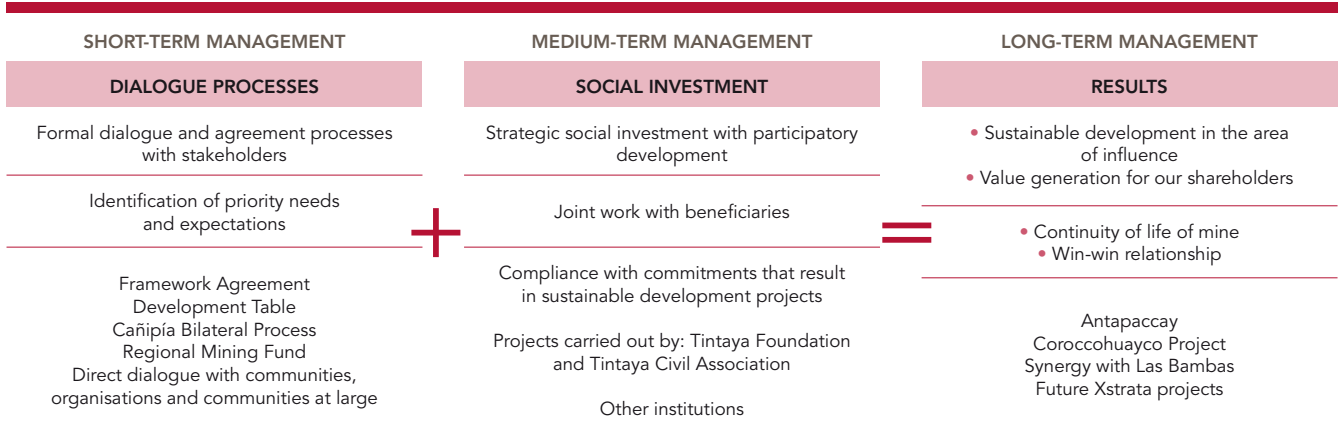 SHORT-TERM MANAGEMENT
DIALOGUE PROCESSES
Formal dialogue and agreement processes
with stakeholders
Identification of priority needs
and expectations
Framework Agreement
Development Table
Cañipía Bilateral Process
Regional Mining Fund
Direct dialogue with communities,
organisations and communities at large
+
MEDIUM-TERM MANAGEMENT
SOCIAL INVESTMENT
Strategic social investment with participatory
development
Joint work with beneficiaries
Compliance with commitments that result
in sustainable development projects
Projects carried out by: Tintaya Foundation
and Tintaya Civil Association
Other institutions
=
LONG-TERM MANAGEMENT
RESULTS
• Sustainable development in the area
of influence
• Value generation for our shareholders
• Continuity of life of mine
• Win-win relationship
Antapaccay
Coroccohuayco Project
Synergy with Las Bambas
Future Xstrata projects